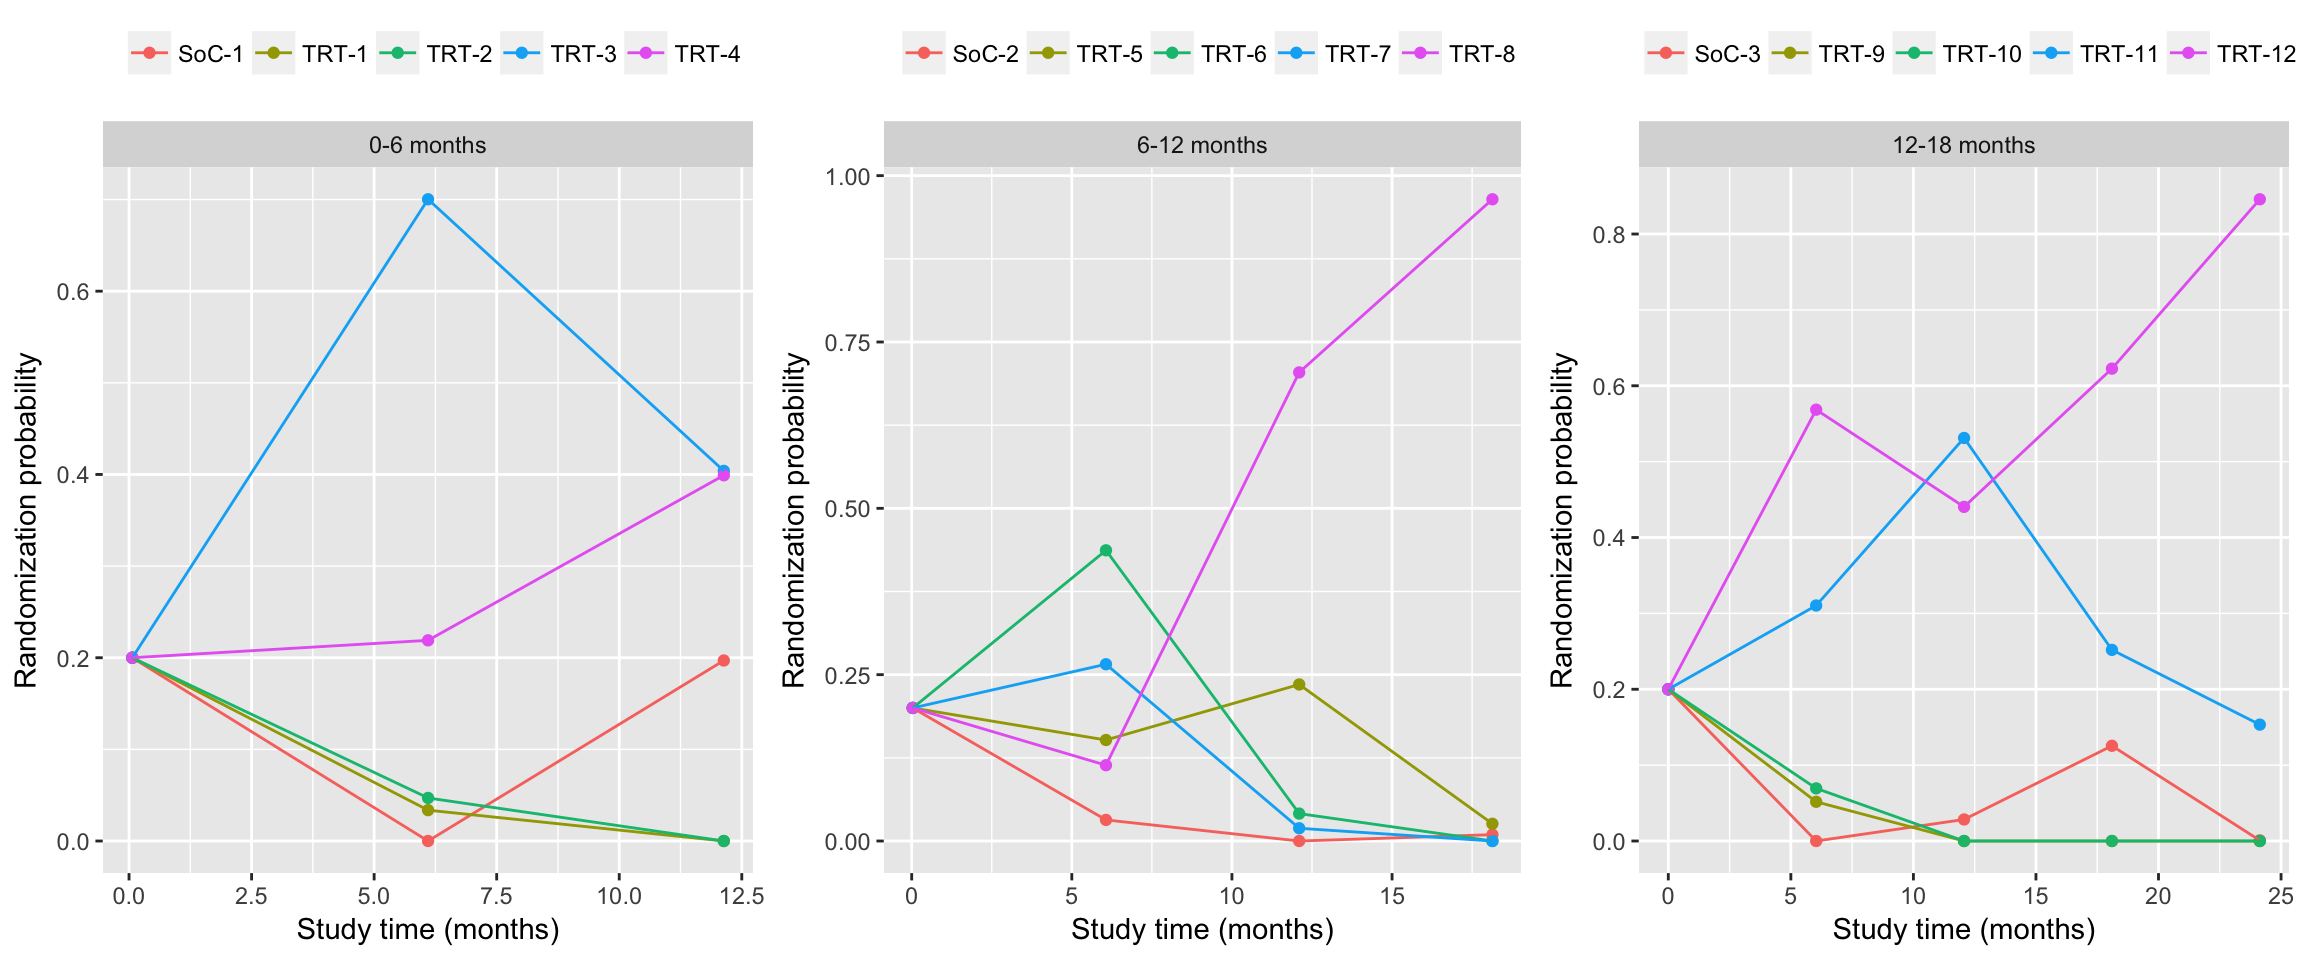 SoC-1 TRT-1 TRT-2 TRT-3 TRT-4
0-6 months
Randomization probability
0.6
0.4
0.2
0.0
0.0 2.5 5.0 7.5 10.0 12.5
Study time (months)
SoC-2 TRT-5 TRT-6 TRT-7 TRT-8
6-12 months
Randomization probability
1.00
0.75
0.50
0.25
0.00
0 5 10 15
Study time (months)
SoC-3 TRT-9 TRT-10 TRT-11 TRT-12
12-18 months
Randomization probability
0.8
0.6
0.4
0.2
0.0
0 5 10 15 20 25
Study time (months)